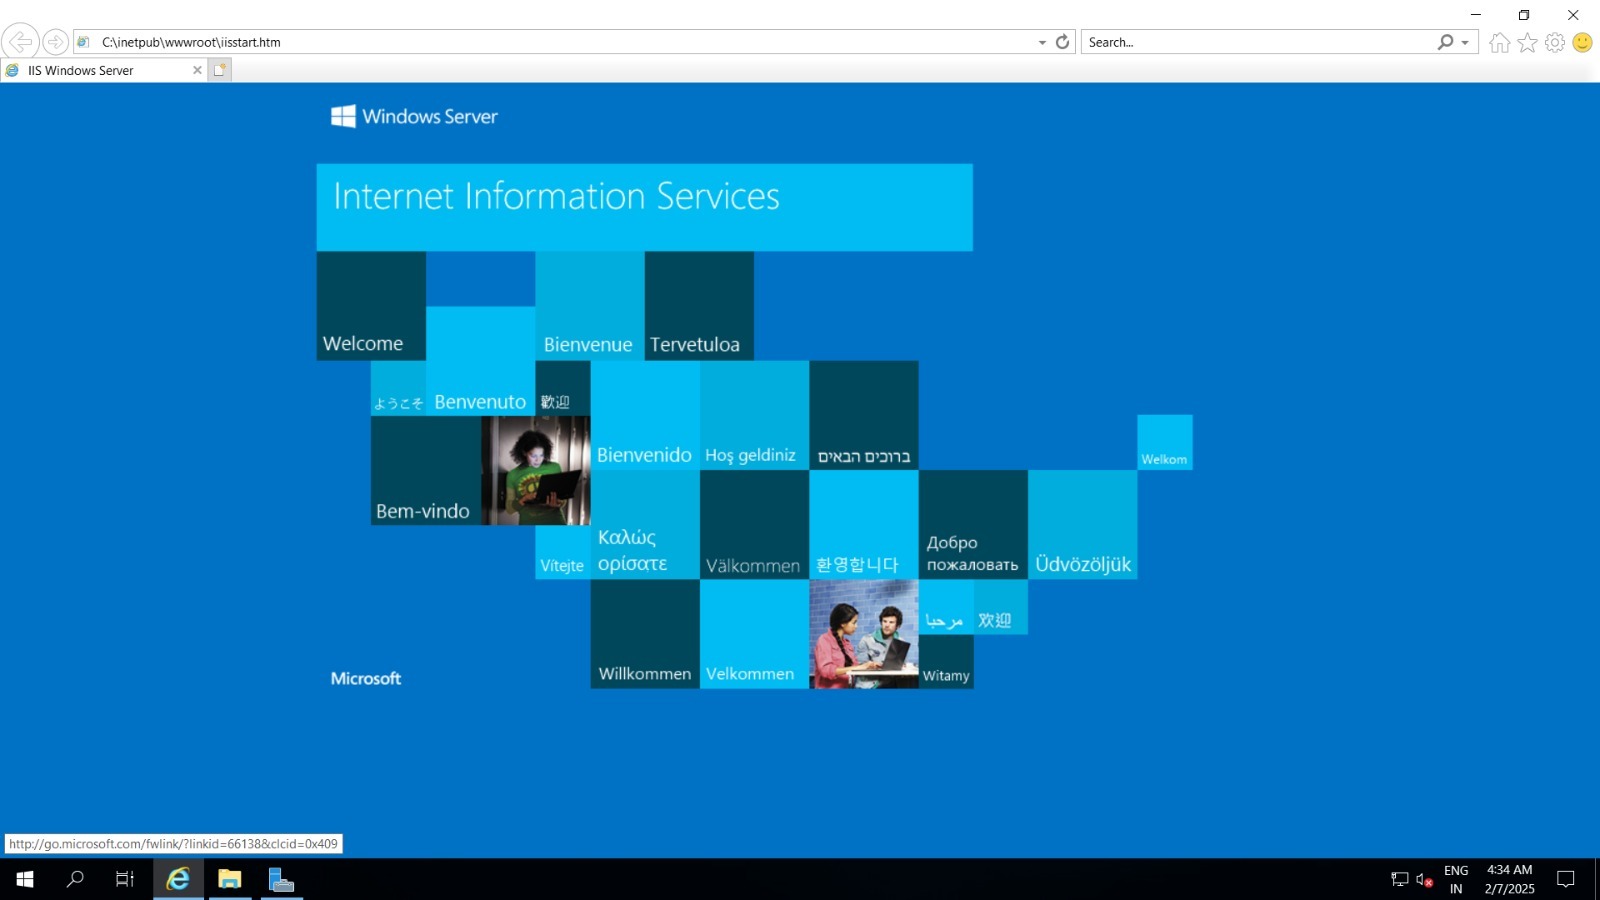 C:\inetpub\wwwroot\iisstart.htm
Search...
IIS Windows Server
Windows Server
Internet Information Services
Welcome
Bienvenue
Tervetuloa
ようこそ
Benvenuto
歡迎
Bienvenido
Hoş geldiniz
ברוכים הבאים
Welkom
Bem-vindo
Vítejte
Καλώς
ορίσατε
Välkommen
환영합니다
Добро
пожаловать
Üdvözöljük
مرحبا
欢迎
Willkommen
Velkommen
Witamy
Microsoft
http://go.microsoft.com/fwlink/?linkid=66138&clcid=0x409
ENG
IN
4:34 AM
2/7/2025